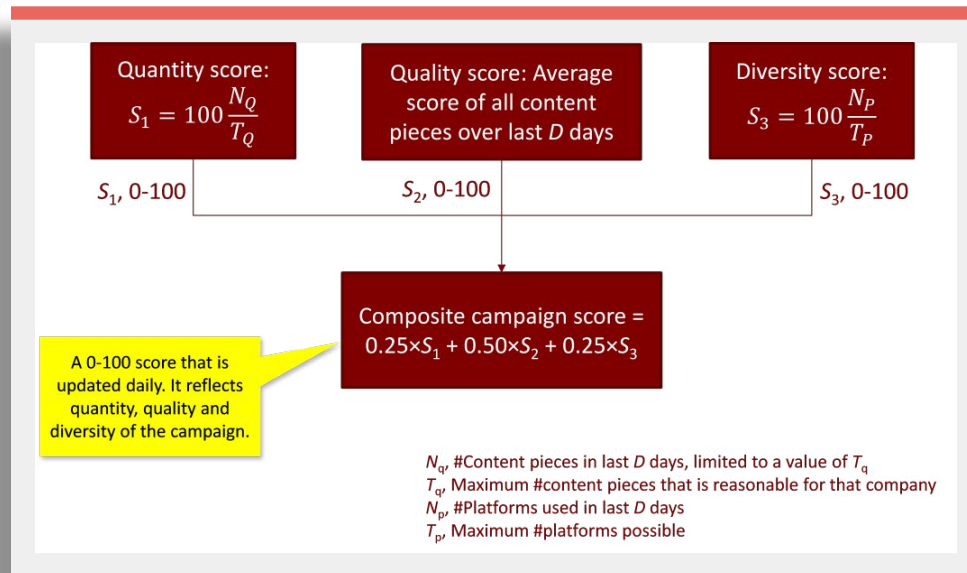 Quantity score:
S₁ = 100 N_Q/T_Q
Quality score: Average
score of all content
pieces over last D days
Diversity score:
S₃ = 100 N_P/T_P
S₁, 0-100
S₂, 0-100
S₃, 0-100
Composite campaign score =
0.25×S₁ + 0.50×S₂ + 0.25×S₃
A 0-100 score that is
updated daily. It reflects
quantity, quality and
diversity of the campaign.
N_q, #Content pieces in last D days, limited to a value of T_q
T_q, Maximum #content pieces that is reasonable for that company
N_p, #Platforms used in last D days
T_p, Maximum #platforms possible